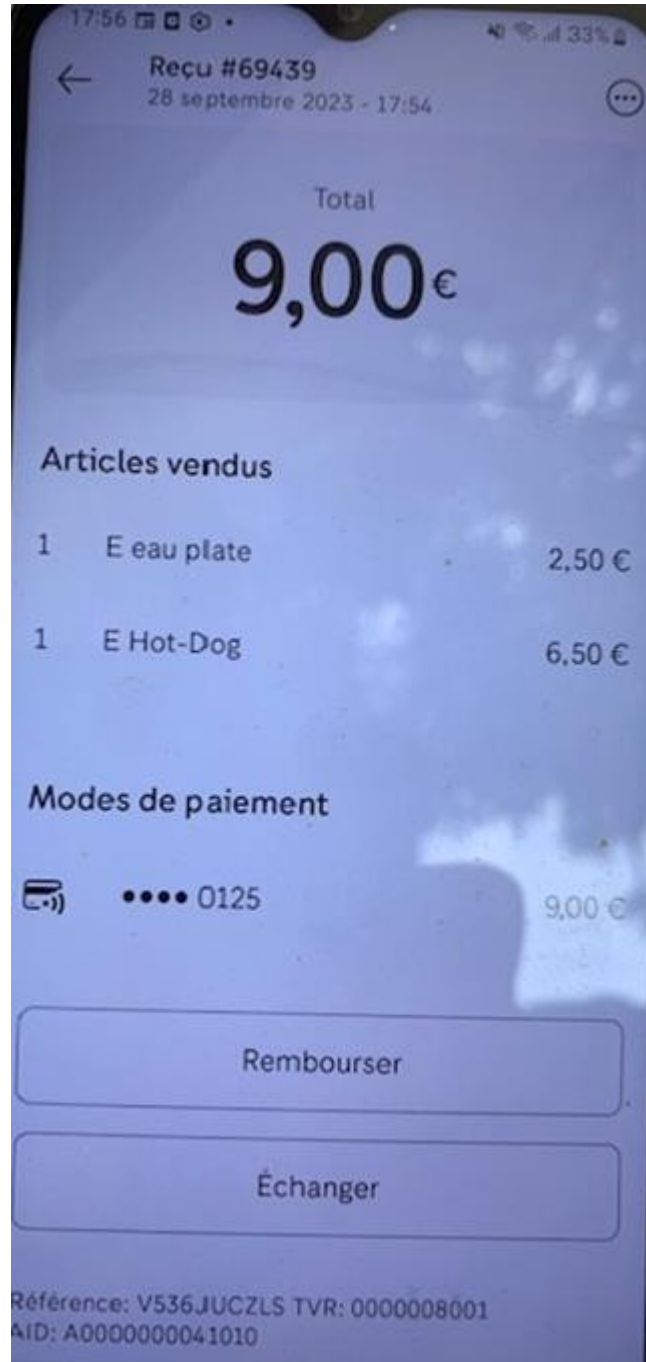 17:56
33%
Reçu #69439
28 septembre 2023 - 17:54
Total
9,00€
Articles vendus
1 E eau plate 2,50 €
1 E Hot-Dog 6,50 €
Modes de paiement
•••• 0125 9,00 €
Rembourser
Échanger
Référence: V536JUCZLS TVR: 0000008001
AID: A0000000041010